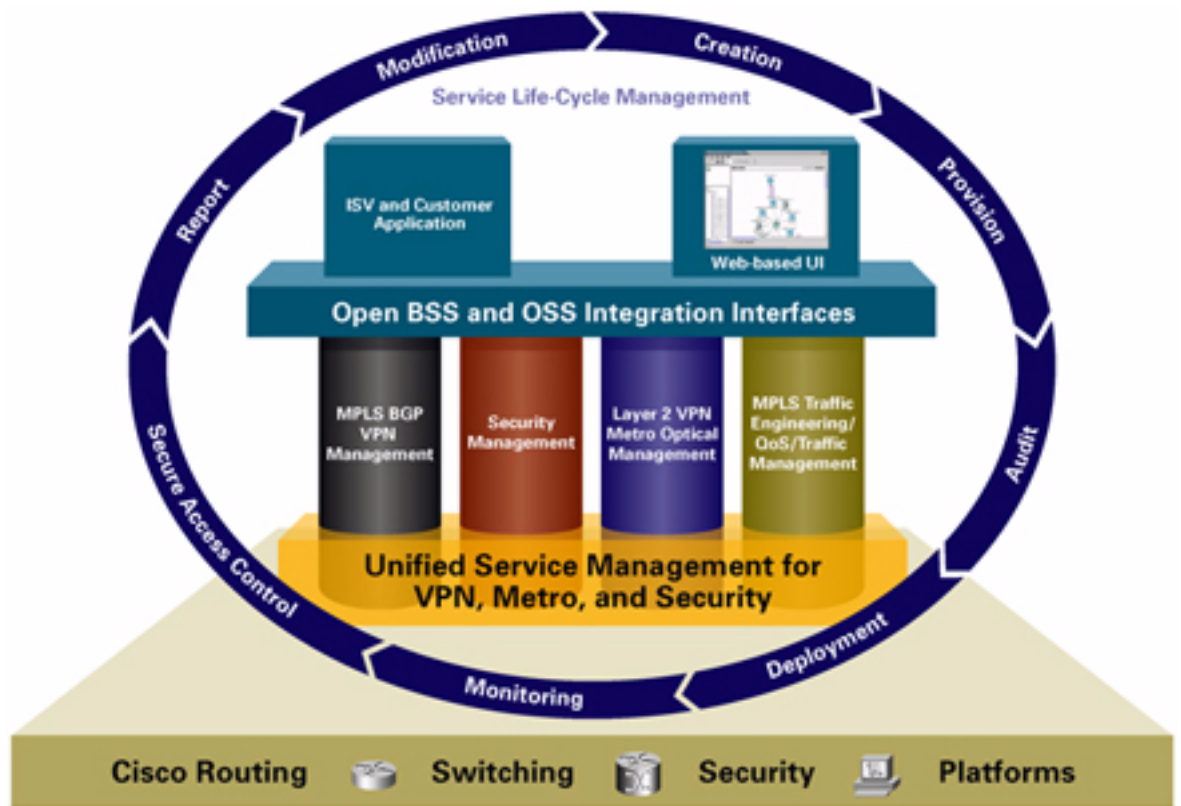 Modification
Creation
Service Life-Cycle Management
Provision
Report
ISV and Customer
Application
Web-based UI
Open BSS and OSS Integration Interfaces
MPLS BGP
VPN
Management
Security
Management
Layer 2 VPN
Metro Optical
Management
MPLS Traffic
Engineering/
QoS/Traffic
Management
Audit
Secure Access Control
Unified Service Management for
VPN, Metro, and Security
Deployment
Monitoring
Cisco Routing Switching Security Platforms